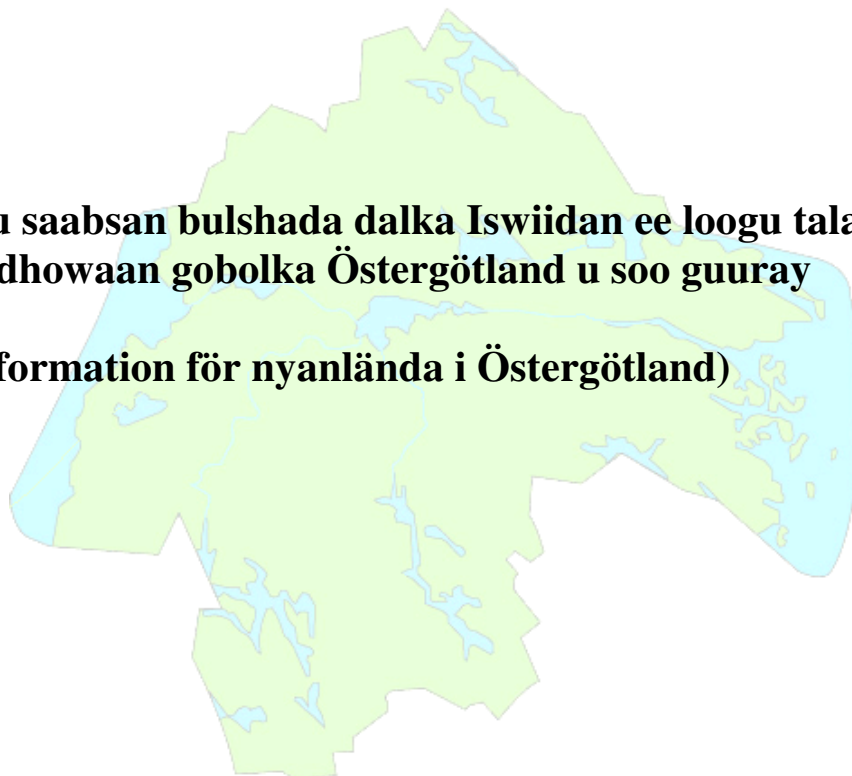 u saabsan bulshada dalka Iswiidan ee loogu tala
dhowaan gobolka Östergötland u soo guuray
formation för nyanlända i Östergötland)